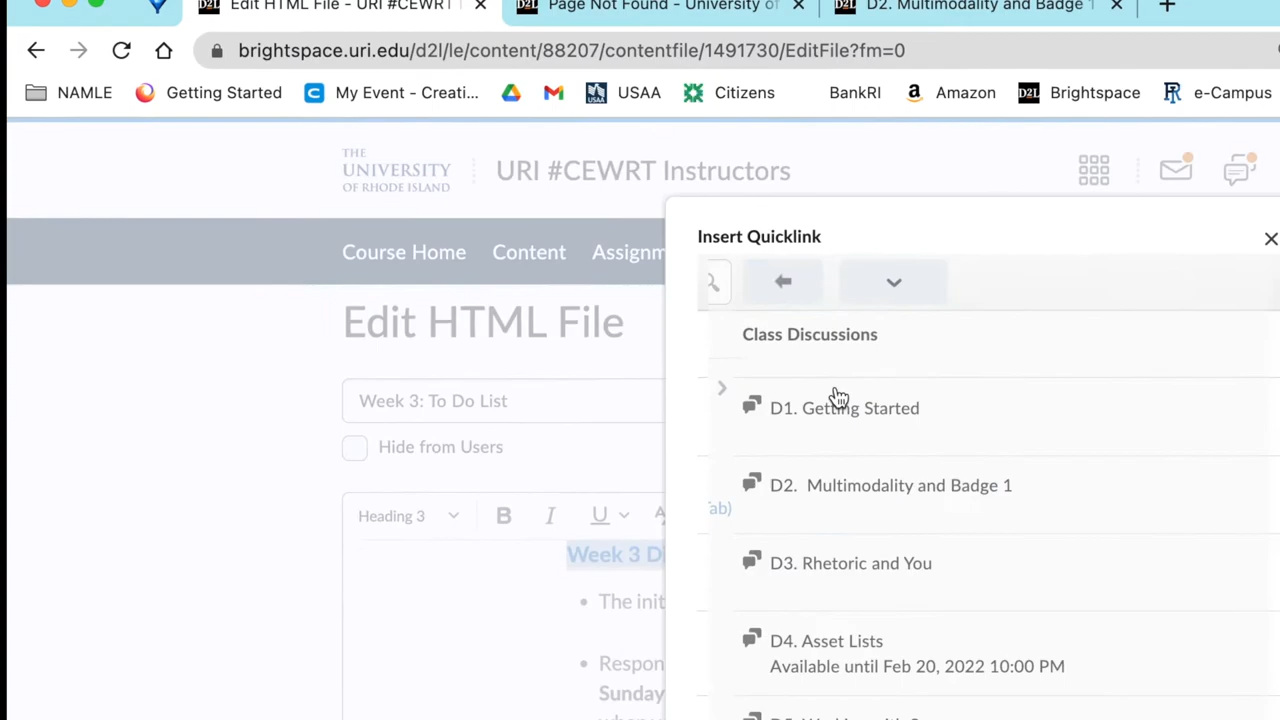 Edit HTML File - URI #CEWRT
Page Not Found - University of
D2. Multimodality and Badge 1
brightspace.uri.edu/d2l/le/content/88207/contentfile/1491730/EditFile?fm=0
NAMLE Getting Started My Event - Creati... USAA Citizens BankRI Amazon Brightspace e-Campus
THE
UNIVERSITY
OF RHODE ISLAND
URI #CEWRT Instructors
Course Home Content Assignm
Insert Quicklink
Edit HTML File
Class Discussions
Week 3: To Do List
D1. Getting Started
Hide from Users
D2. Multimodality and Badge 1
Tab)
Heading 3 B I U A
Week 3 Di
D3. Rhetoric and You
The init
D4. Asset Lists
Available until Feb 20, 2022 10:00 PM
Respon
Sunday